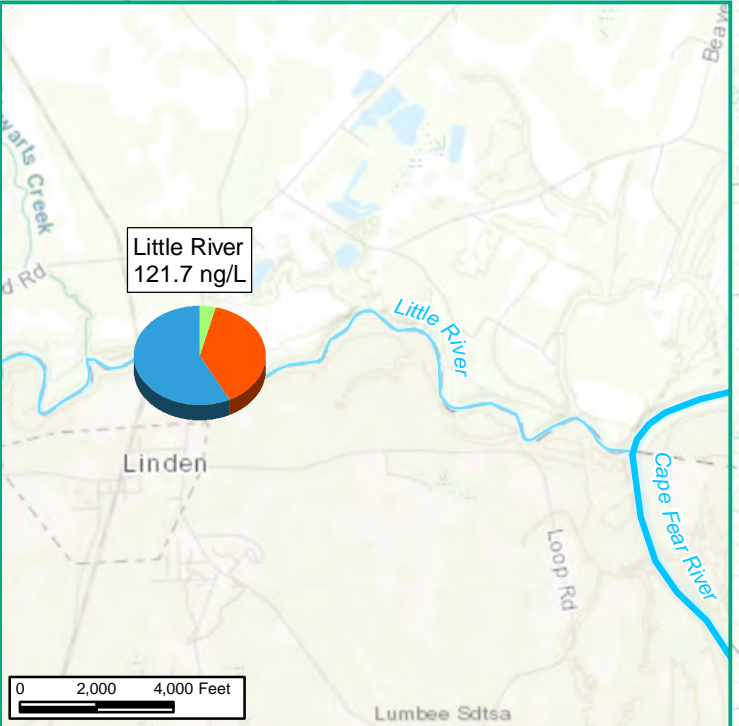 Creek
Rd
Little River
121.7 ng/L
Little River
Linden
Cape Fear River
Loop Rd
0 2,000 4,000 Feet
Lumbee Sdtsa